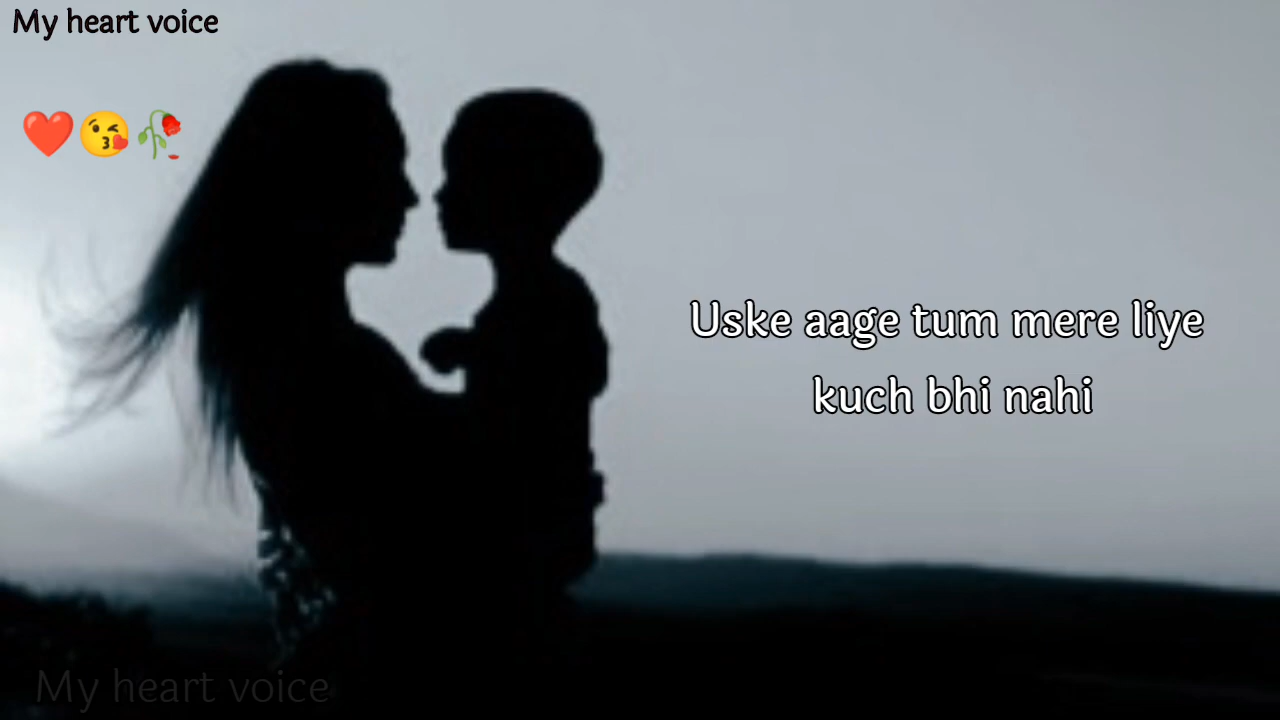 My heart voice
❤️😘🥀
Uske aage tum mere liye
kuch bhi nahi
My heart voice